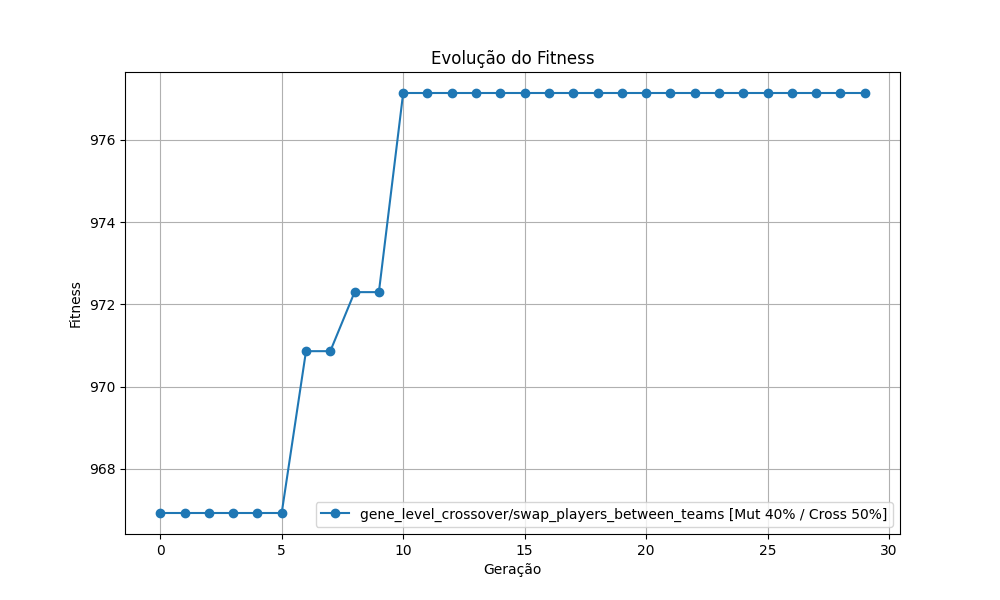 Evolução do Fitness
Fitness
976
974
972
970
968
gene_level_crossover/swap_players_between_teams [Mut 40% / Cross 50%]
0 5 10 15 20 25 30
Geração